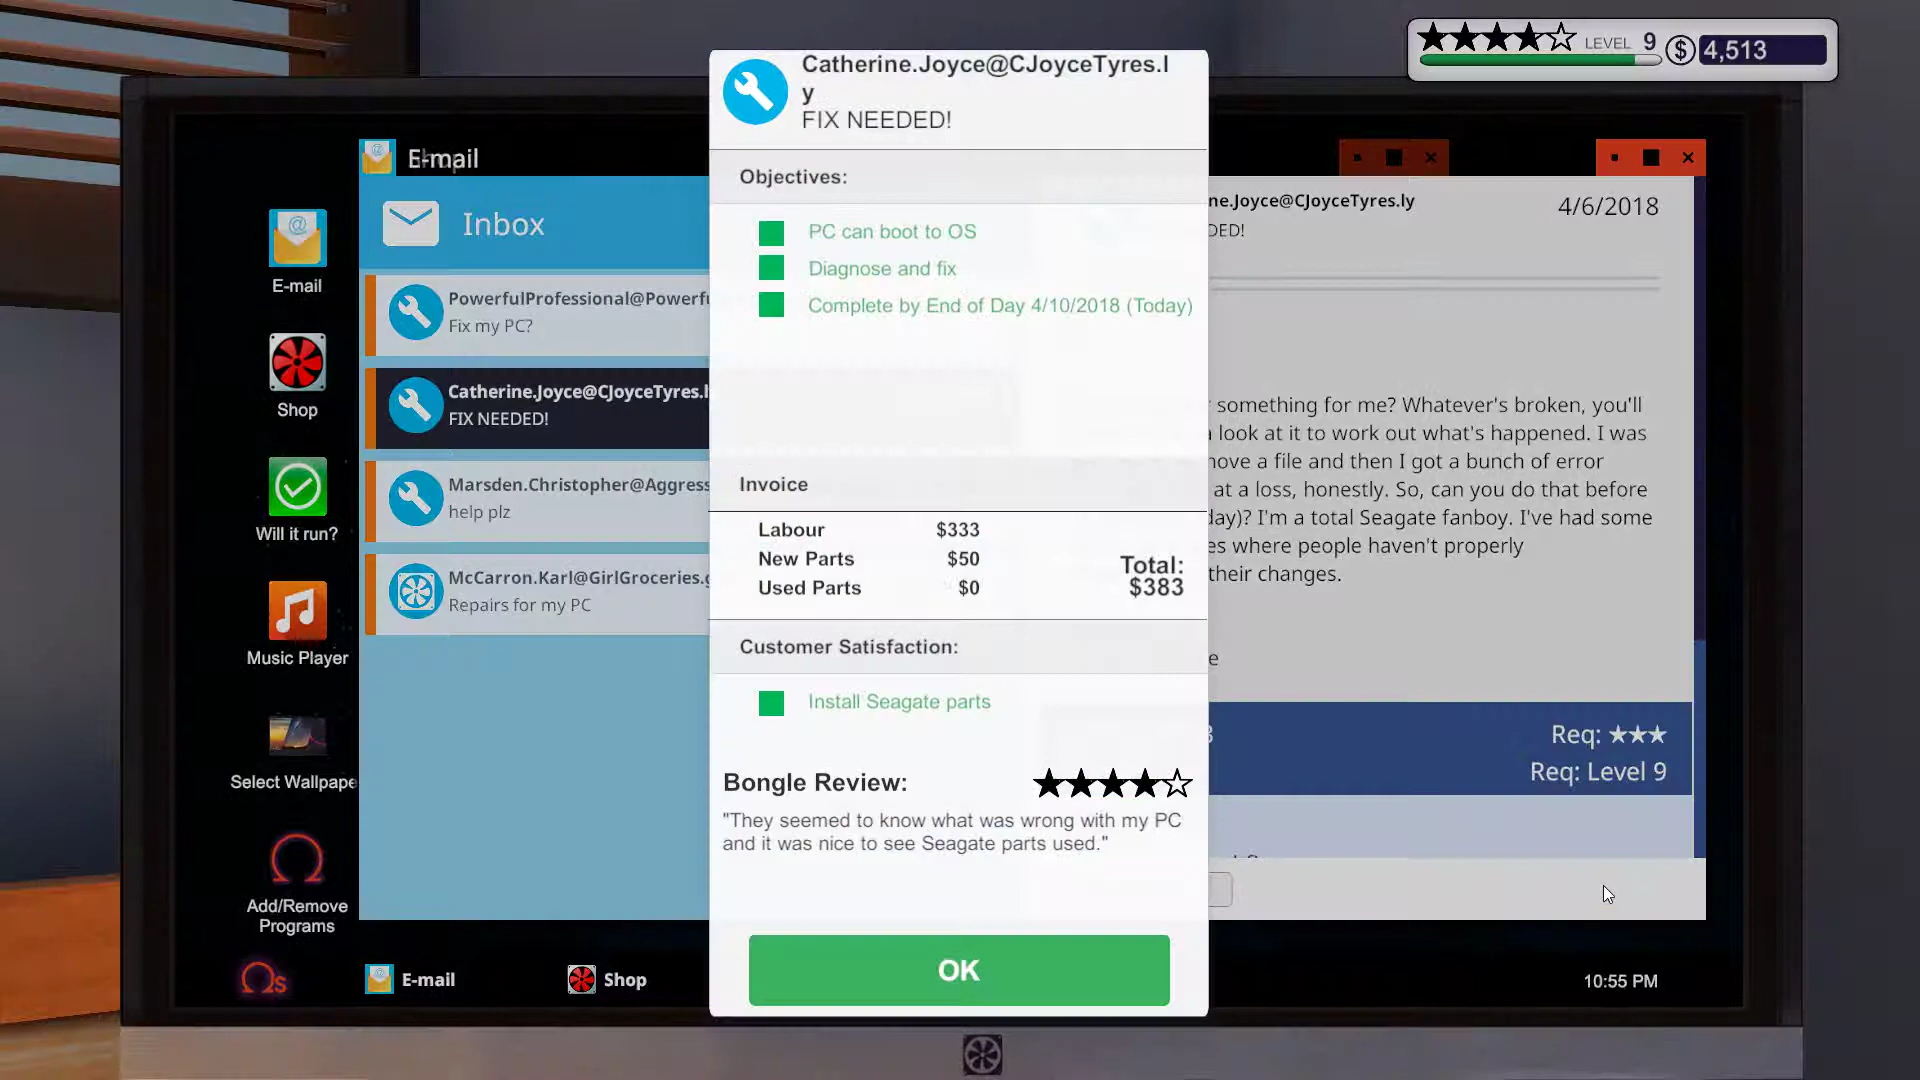 LEVEL 9
$ 4,513
Catherine.Joyce@CJoyceTyres.l
y
FIX NEEDED!
Objectives:
PC can boot to OS
Diagnose and fix
Complete by End of Day 4/10/2018 (Today)
Invoice
Labour $333
New Parts $50
Used Parts $0
Total:
$383
Customer Satisfaction:
Install Seagate parts
Bongle Review:
"They seemed to know what was wrong with my PC
and it was nice to see Seagate parts used."
OK
E-mail
Inbox
PowerfulProfessional@Powerfu
Fix my PC?
Catherine.Joyce@CJoyceTyres.l
FIX NEEDED!
Marsden.Christopher@Aggress
help plz
McCarron.Karl@GirlGroceries.g
Repairs for my PC
ne.Joyce@CJoyceTyres.ly
DED!
4/6/2018
something for me? Whatever's broken, you'll
look at it to work out what's happened. I was
ove a file and then I got a bunch of error
at a loss, honestly. So, can you do that before
day)? I'm a total Seagate fanboy. I've had some
es where people haven't properly
their changes.
e
Req: ★★★
Req: Level 9
E-mail
Shop
Will it run?
Music Player
Select Wallpape
Add/Remove
Programs
Ωs
E-mail
Shop
10:55 PM